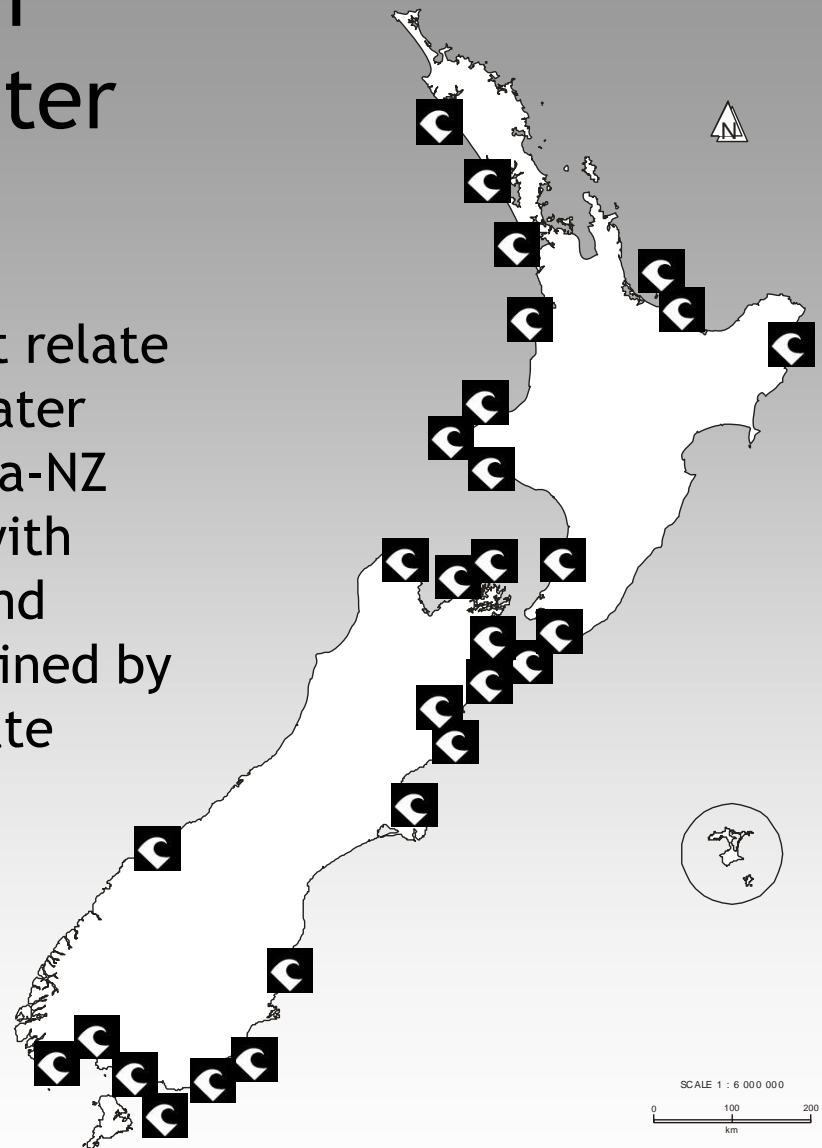 ter
t relate
ater
a-NZ
vith
nd
ined by
te
N
SCALE 1 : 6 000 000
0 100 200
km